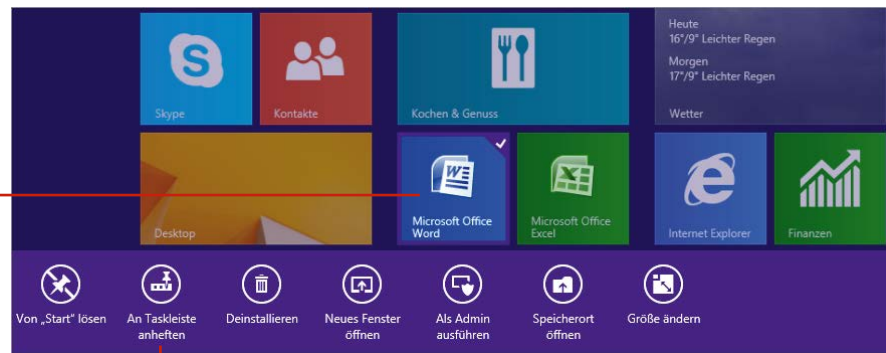 Heute
16°/9° Leichter Regen
Morgen
17°/9° Leichter Regen
Skype
Kontakte
Kochen & Genuss
Wetter
Desktop
Microsoft Office
Word
Microsoft Office
Excel
Internet Explorer
Finanzen
Von „Start" lösen
An Taskleiste
anheften
Deinstallieren
Neues Fenster
öffnen
Als Admin
ausführen
Speicherort
öffnen
Größe ändern